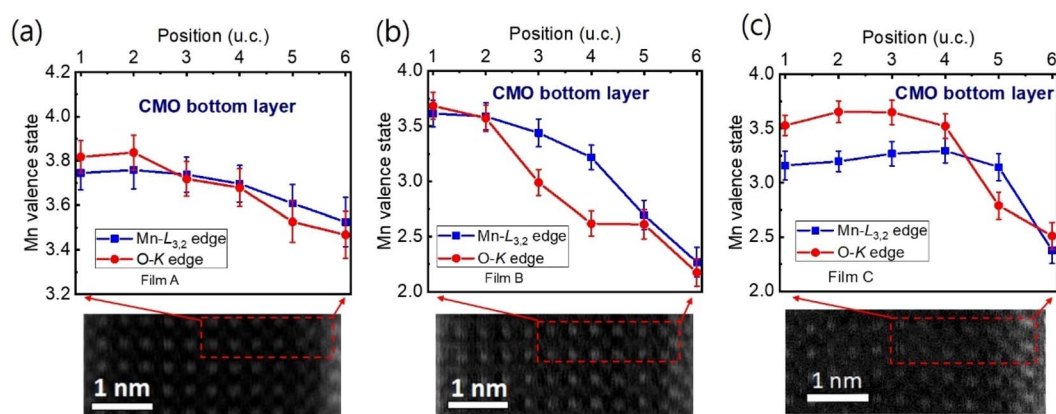 (a)
Position (u.c.)
1 2 3 4 5 6
4.2
4.0
3.8
3.6
3.4
3.2
Mn valence state
CMO bottom layer
Mn-L3,2 edge
O-K edge
Film A
1 nm
(b)
Position (u.c.)
1 2 3 4 5 6
4.0
3.5
3.0
2.5
2.0
Mn valence state
CMO bottom layer
Mn-L3,2 edge
O-K edge
Film B
1 nm
(c)
Position (u.c.)
1 2 3 4 5 6
4.0
3.5
3.0
2.5
2.0
Mn valence state
CMO bottom layer
Mn-L3,2 edge
O-K edge
Film C
1 nm